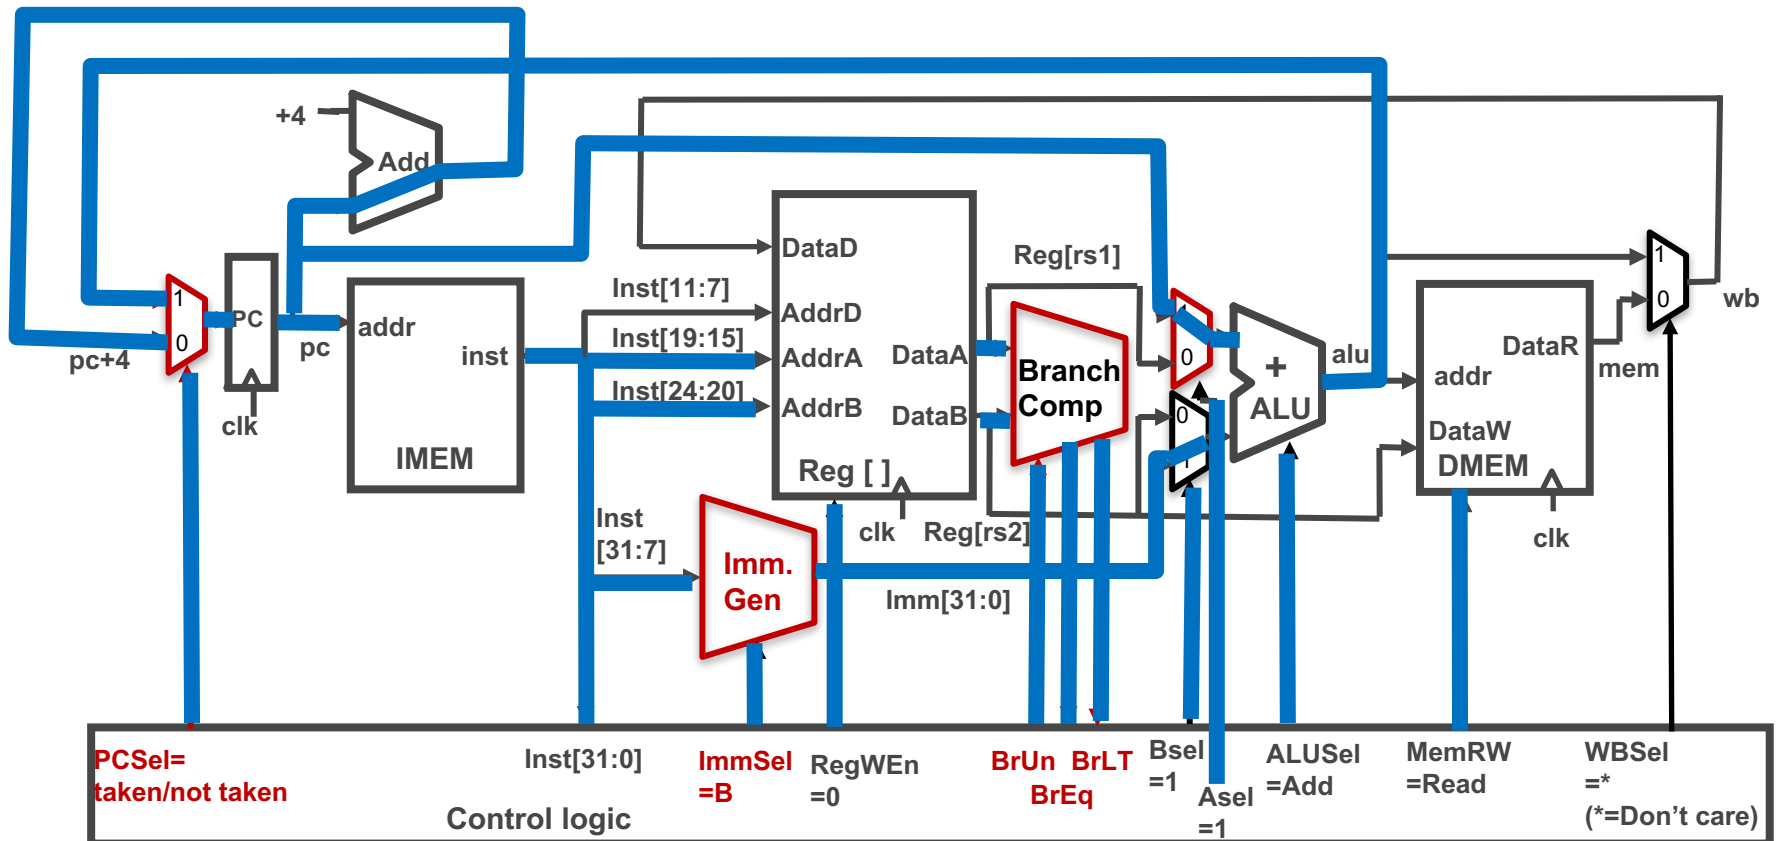 +4
Add
DataD
Reg[rs1]
1
Inst[11:7]
1
PC
addr
AddrD
1
0
wb
0
pc
Inst[19:15]
DataR
pc+4
inst
AddrA
DataA
Branch
0
+
alu
mem
addr
Inst[24:20]
AddrB
DataB
Comp
0
ALU
clk
DataW
IMEM
Reg [ ]
1
DMEM
Inst
[31:7]
clk
Reg[rs2]
clk
Imm.
Gen
Imm[31:0]
PCSel=
taken/not taken
Inst[31:0]
ImmSel
=B
RegWEn
=0
BrUn BrLT
BrEq
Bsel
=1
Asel
=1
ALUSel
=Add
MemRW
=Read
WBSel
=*
(*=Don’t care)
Control logic